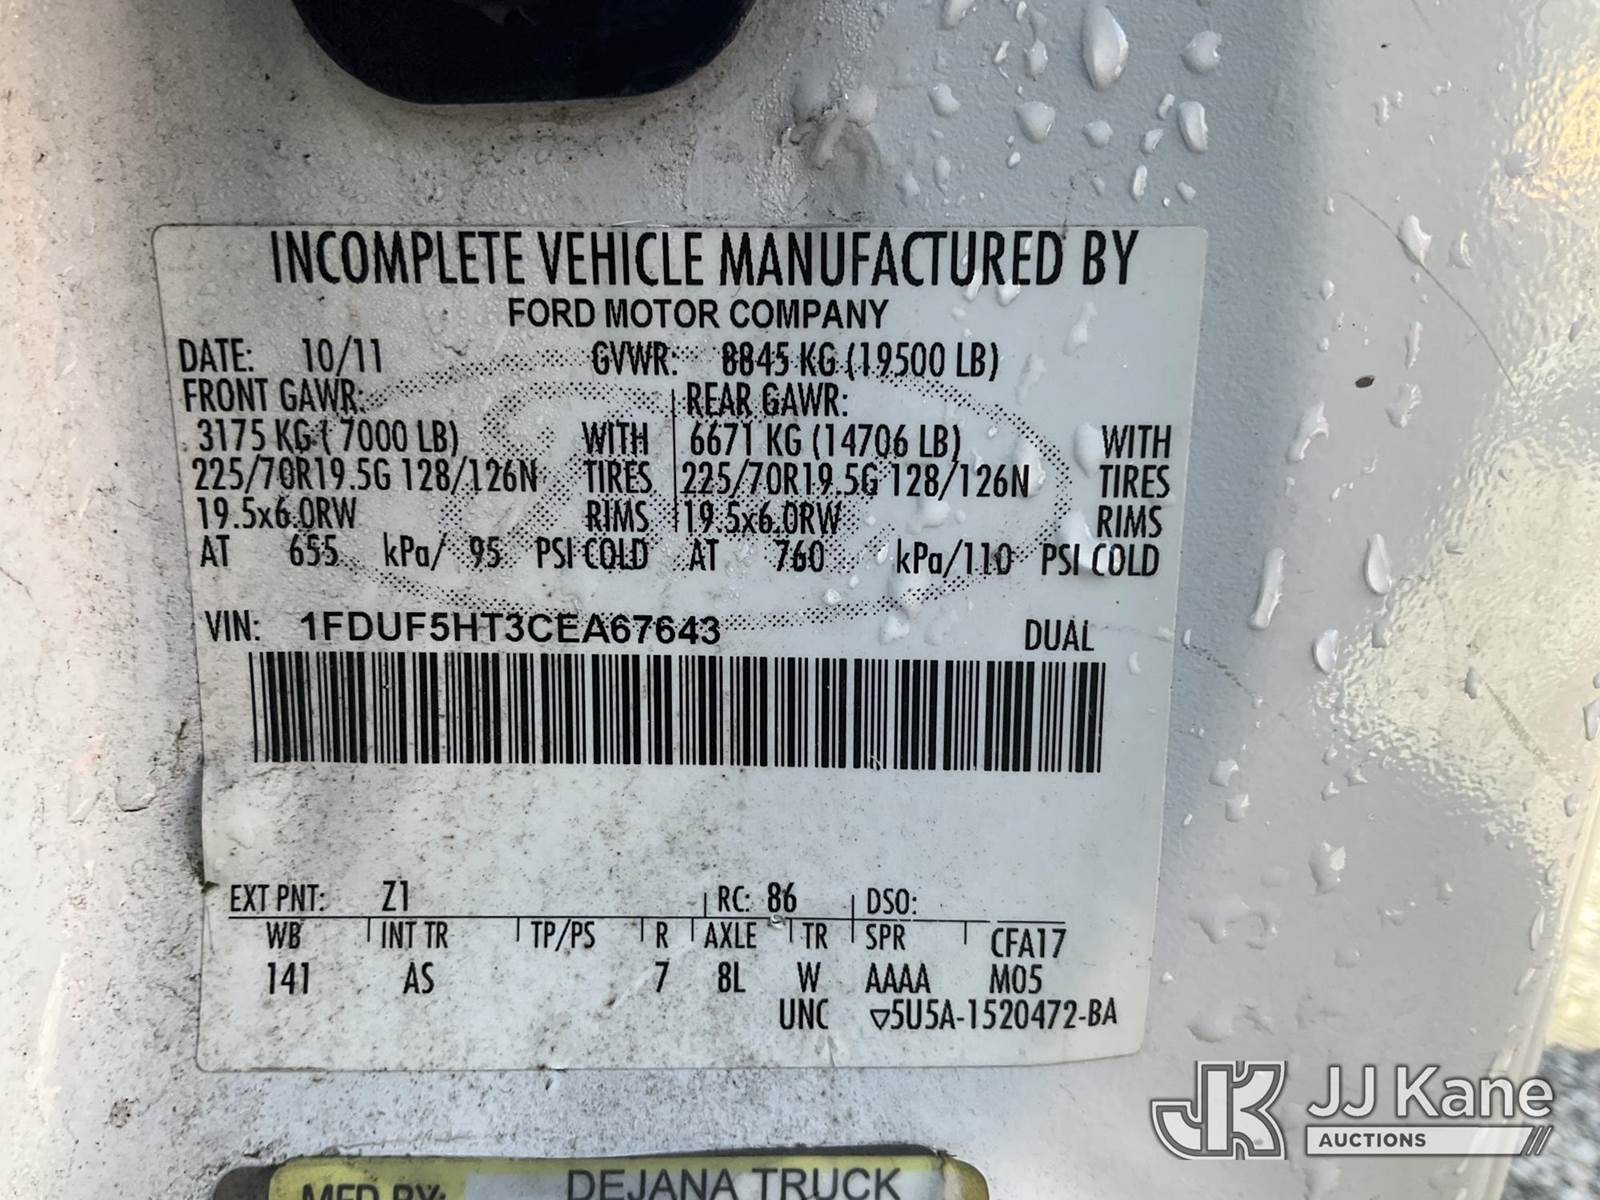 INCOMPLETE VEHICLE MANUFACTURED BY
FORD MOTOR COMPANY
DATE: 10/11 GVWR: 8845 KG (19500 LB)
FRONT GAWR: REAR GAWR:
3175 KG ( 7000 LB) WITH 6671 KG (14706 LB) WITH
225/70R19.5G 128/126N TIRES 225/70R19.5G 128/126N TIRES
19.5x6.0RW RIMS 19.5x6.0RW RIMS
AT 655 kPa/ 95 PSI COLD AT 760 kPa/110 PSI COLD
VIN: 1FDUF5HT3CEA67643 DUAL
EXT PNT: Z1 RC: 86 DSO:
WB INT TR TP/PS R AXLE TR SPR CFA17
141 AS 7 8L W AAAA M05
UNC ▽5U5A-1520472-BA
MFD BY: DEJANA TRUCK
JK JJ Kane
AUCTIONS